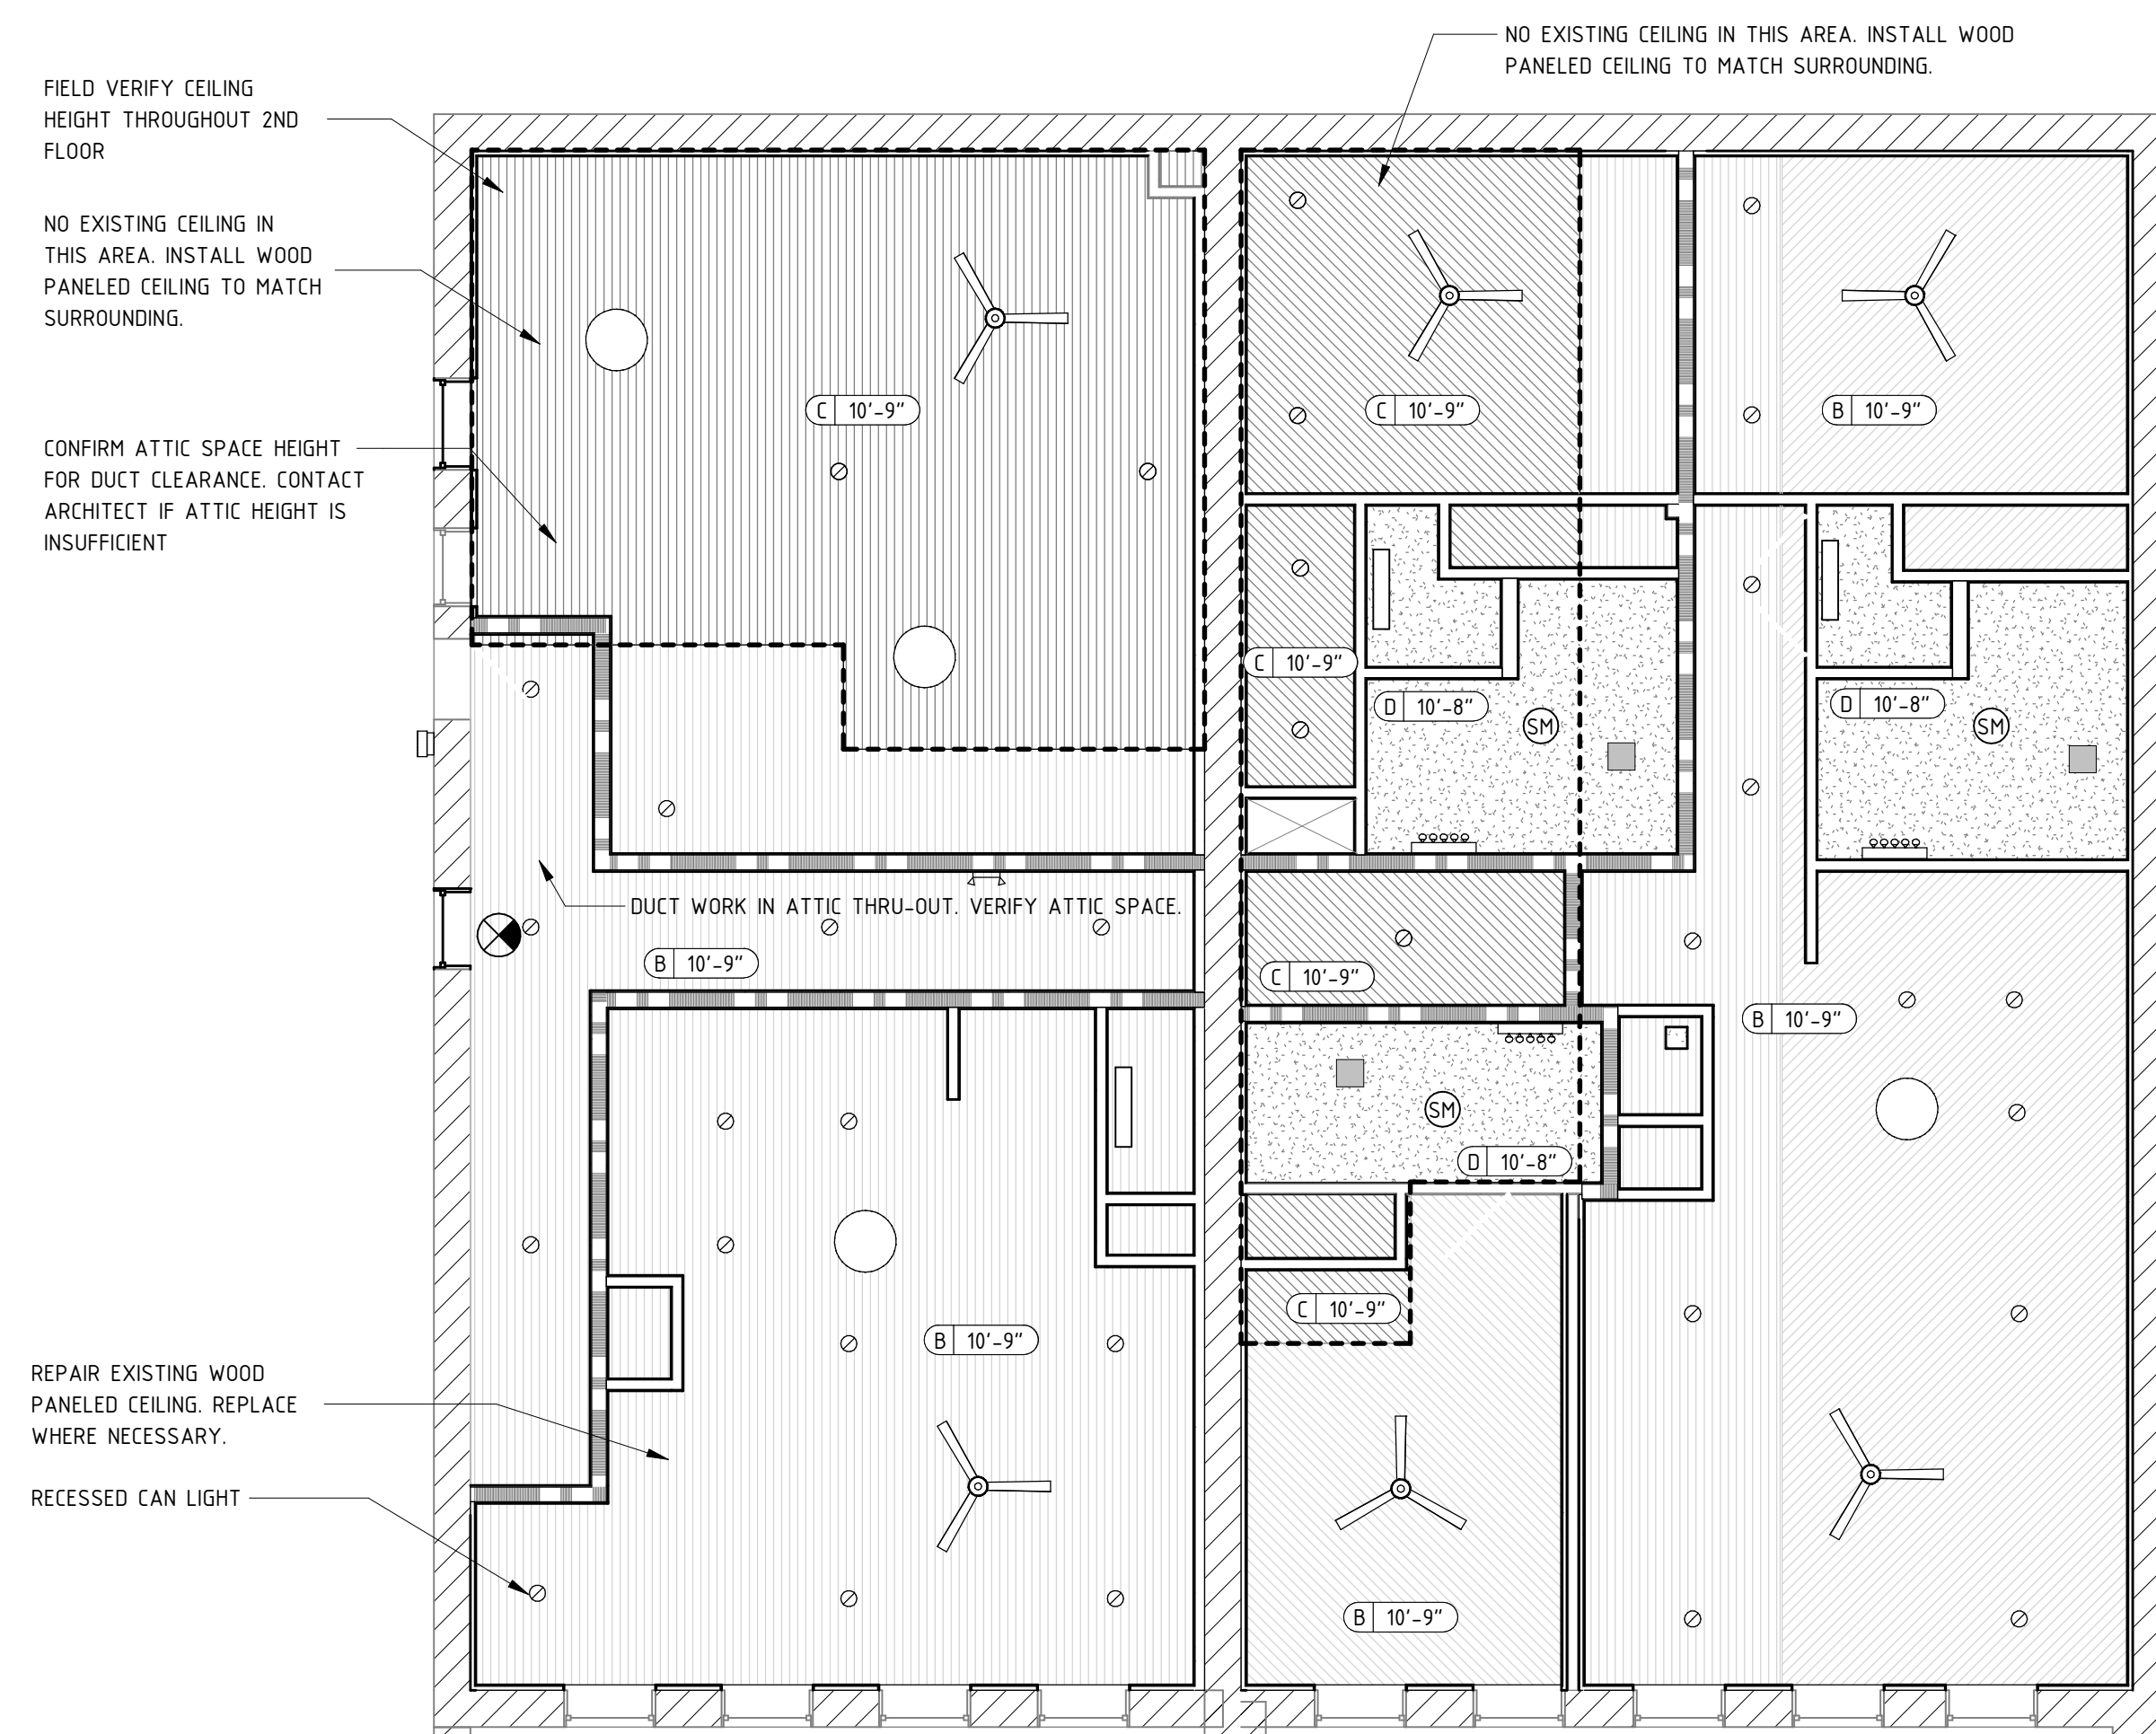 NO EXISTING CEILING IN THIS AREA. INSTALL WOOD
PANELED CEILING TO MATCH SURROUNDING.
FIELD VERIFY CEILING
HEIGHT THROUGHOUT 2ND
FLOOR
NO EXISTING CEILING IN
THIS AREA. INSTALL WOOD
PANELED CEILING TO MATCH
SURROUNDING.
CONFIRM ATTIC SPACE HEIGHT
FOR DUCT CLEARANCE. CONTACT
ARCHITECT IF ATTIC HEIGHT IS
INSUFFICIENT
C 10'-9"
C 10'-9"
B 10'-9"
C 10'-9"
D 10'-8"
SM
D 10'-8"
SM
DUCT WORK IN ATTIC THRU-OUT. VERIFY ATTIC SPACE.
B 10'-9"
C 10'-9"
B 10'-9"
SM
D 10'-8"
C 10'-9"
B 10'-9"
REPAIR EXISTING WOOD
PANELED CEILING. REPLACE
WHERE NECESSARY.
RECESSED CAN LIGHT
B 10'-9"